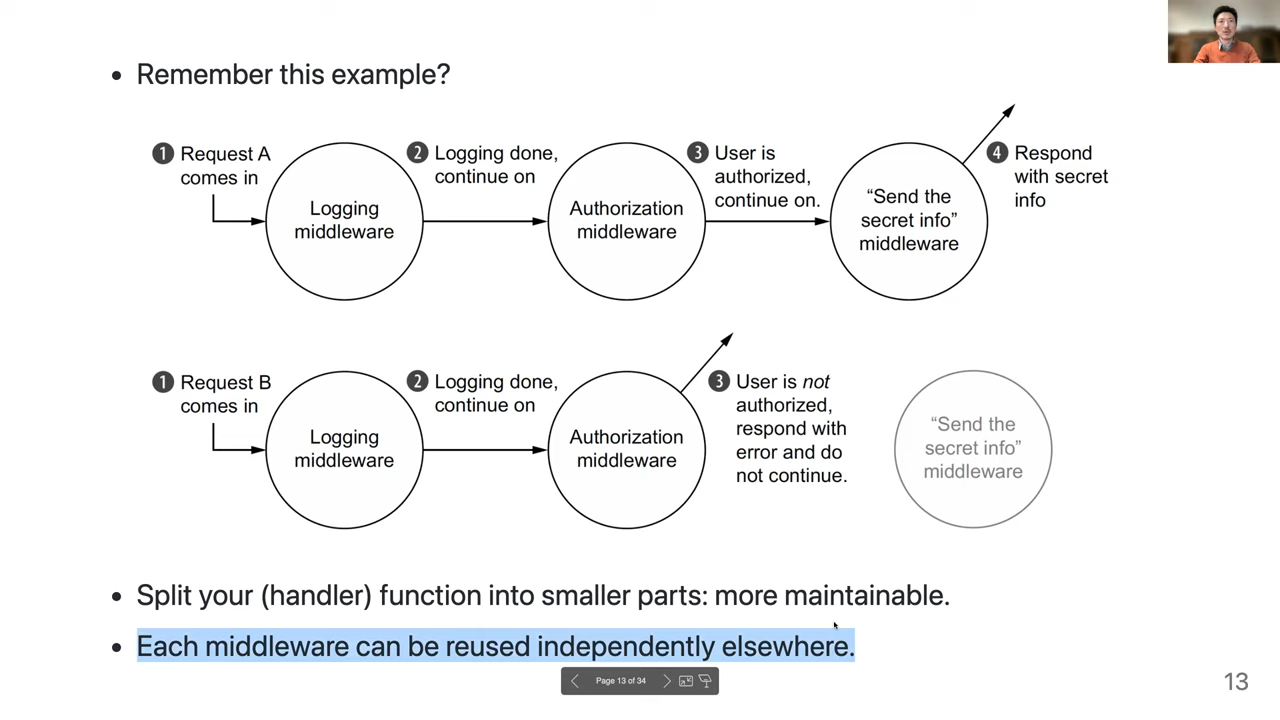 • Remember this example?
1 Request A
comes in
Logging
middleware
2 Logging done,
continue on
Authorization
middleware
3 User is
authorized,
continue on.
“Send the
secret info”
middleware
4 Respond
with secret
info
1 Request B
comes in
Logging
middleware
2 Logging done,
continue on
Authorization
middleware
3 User is not
authorized,
respond with
error and do
not continue.
“Send the
secret info”
middleware
• Split your (handler) function into smaller parts: more maintainable.
• Each middleware can be reused independently elsewhere.
Page 13 of 34
13